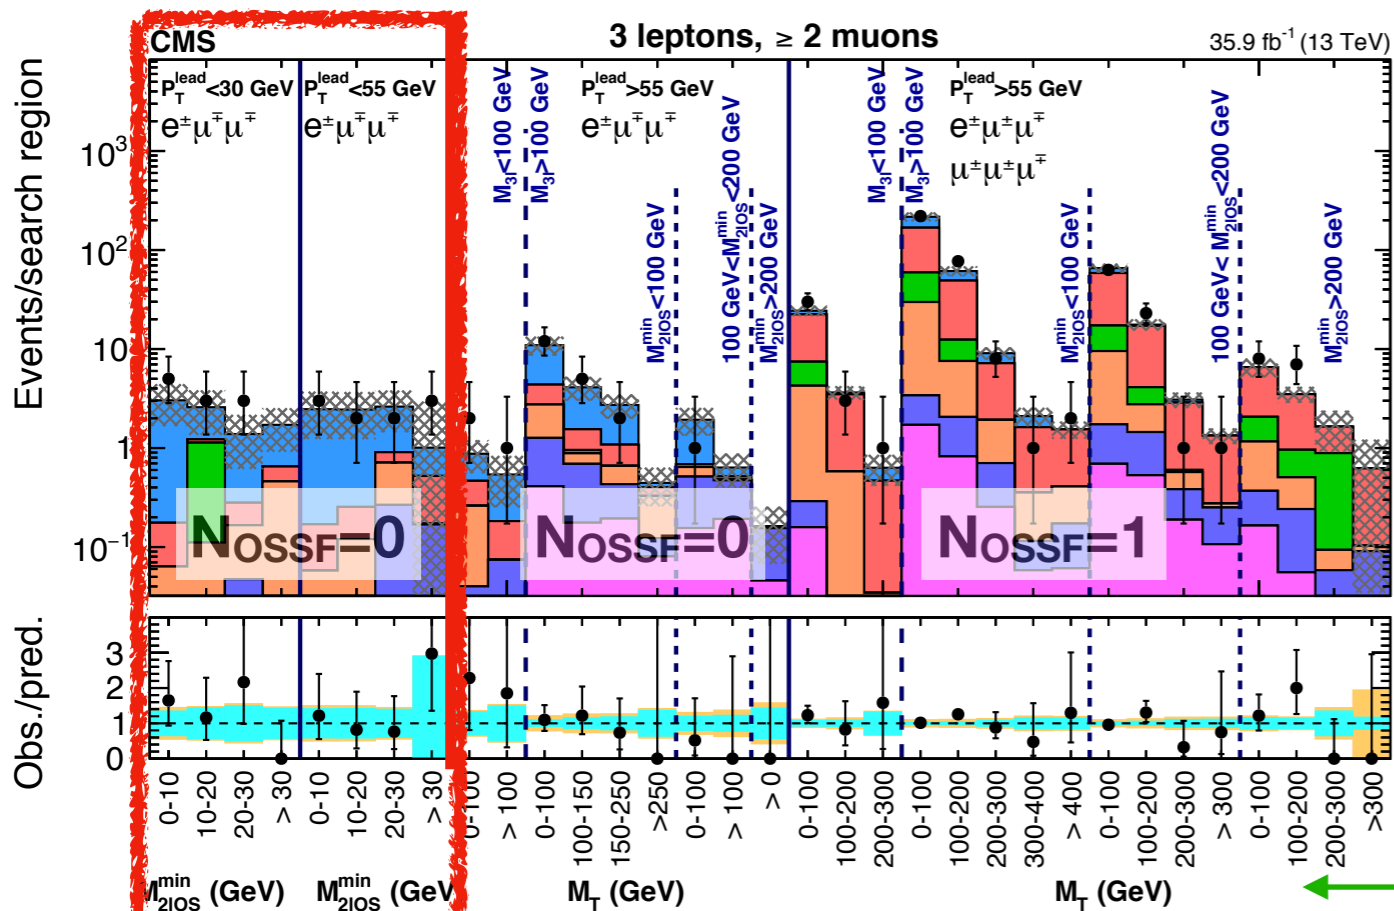 CMS
3 leptons, ≥ 2 muons
35.9 fb⁻¹ (13 TeV)
Events/search region
10³
10²
10
1
10⁻¹
P_T^lead<30 GeV
e±μ∓μ∓
P_T^lead<55 GeV
e±μ∓μ∓
M_3l<100 GeV
M_3l>100 GeV
P_T^lead>55 GeV
e±μ∓μ∓
M_2lOS^min<100 GeV
100 GeV<M_2lOS^min<200 GeV
M_2lOS^min>200 GeV
M_3l<100 GeV
M_3l>100 GeV
P_T^lead>55 GeV
e±μ±μ∓
μ±μ±μ∓
M_2lOS^min<100 GeV
100 GeV< M_2lOS^min<200 GeV
M_2lOS^min>200 GeV
N_OSSF=0
N_OSSF=0
N_OSSF=1
Obs./pred.
3
2
1
0
0-10
10-20
20-30
> 30
0-10
10-20
20-30
> 30
0-100
> 100
0-100
100-150
150-250
>250
0-100
> 100
> 0
0-100
100-200
200-300
0-100
100-200
200-300
300-400
> 400
0-100
100-200
200-300
> 300
0-100
100-200
200-300
>300
M_2lOS^min (GeV)
M_2lOS^min (GeV)
M_T (GeV)
M_T (GeV)